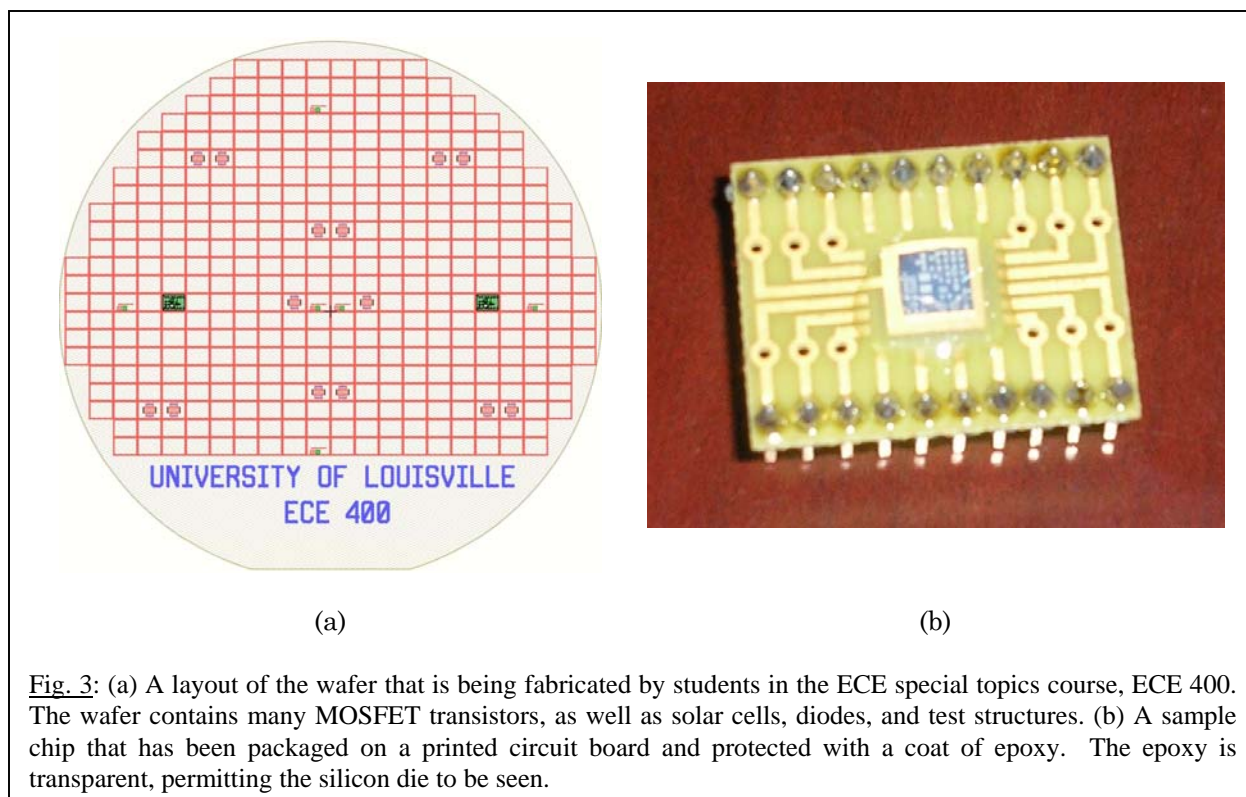 UNIVERSITY OF LOUISVILLE
ECE 400
(a)
(b)
Fig. 3: (a) A layout of the wafer that is being fabricated by students in the ECE special topics course, ECE 400.
The wafer contains many MOSFET transistors, as well as solar cells, diodes, and test structures. (b) A sample
chip that has been packaged on a printed circuit board and protected with a coat of epoxy.  The epoxy is
transparent, permitting the silicon die to be seen.